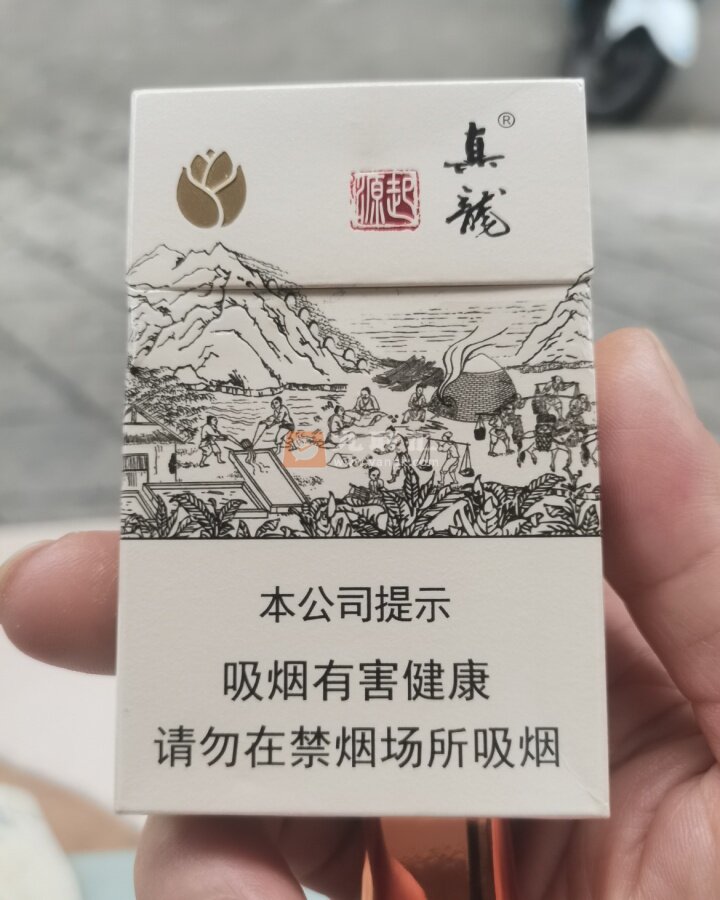 真龍®
起源
本公司提示
吸烟有害健康
请勿在禁烟场所吸烟